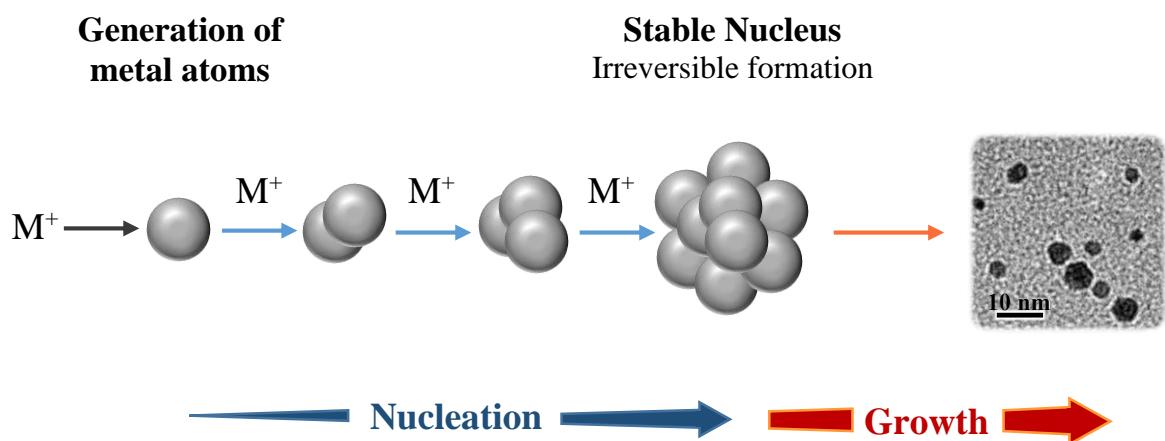 Generation of
metal atoms
Stable Nucleus
Irreversible formation
M⁺
M⁺
M⁺
M⁺
10 nm
Nucleation
Growth